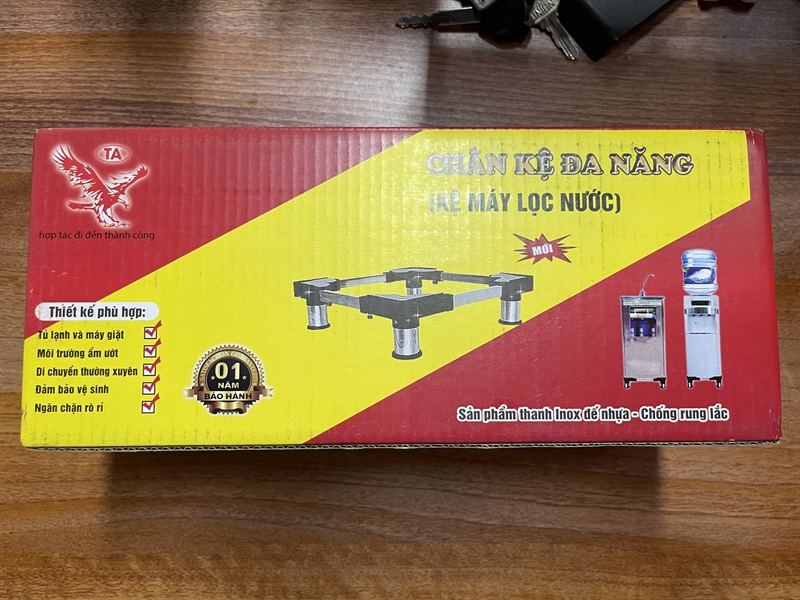 TA
hợp tác đi đến thành công
CHÂN KỆ ĐA NĂNG
(KỆ MÁY LỌC NƯỚC)
MỚI
Thiết kế phù hợp:
Tủ lạnh và máy giặt
Môi trường ẩm ướt
Di chuyển thường xuyên
Đảm bảo vệ sinh
Ngăn chặn rò rỉ
01
NĂM
BẢO HÀNH
Sản phẩm thanh Inox đế nhựa - Chống rung lắc